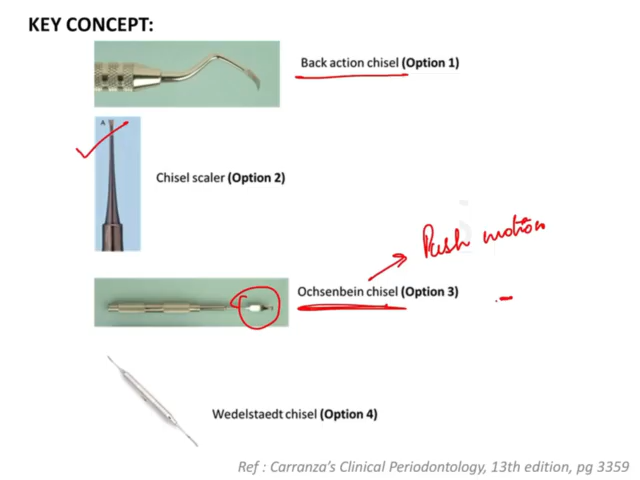 KEY CONCEPT:
Back action chisel (Option 1)
A
Chisel scaler (Option 2)
Push motion
Ochsenbein chisel (Option 3)
Wedelstaedt chisel (Option 4)
Ref : Carranza's Clinical Periodontology, 13th edition, pg 3359